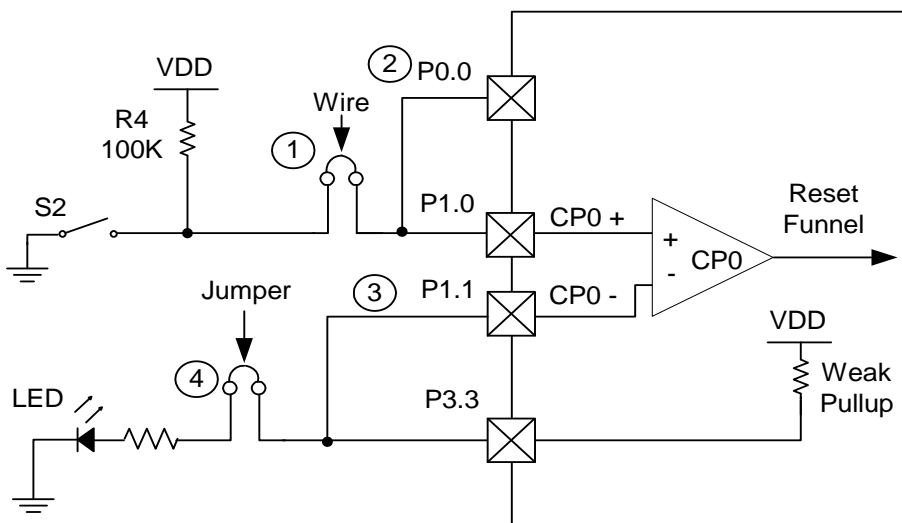 2
P0.0
VDD
Wire
R4
100K
1
S2
P1.0
CP0 +
Reset
Funnel
+
CP0
-
Jumper
3
P1.1
CP0 -
VDD
4
LED
P3.3
Weak
Pullup